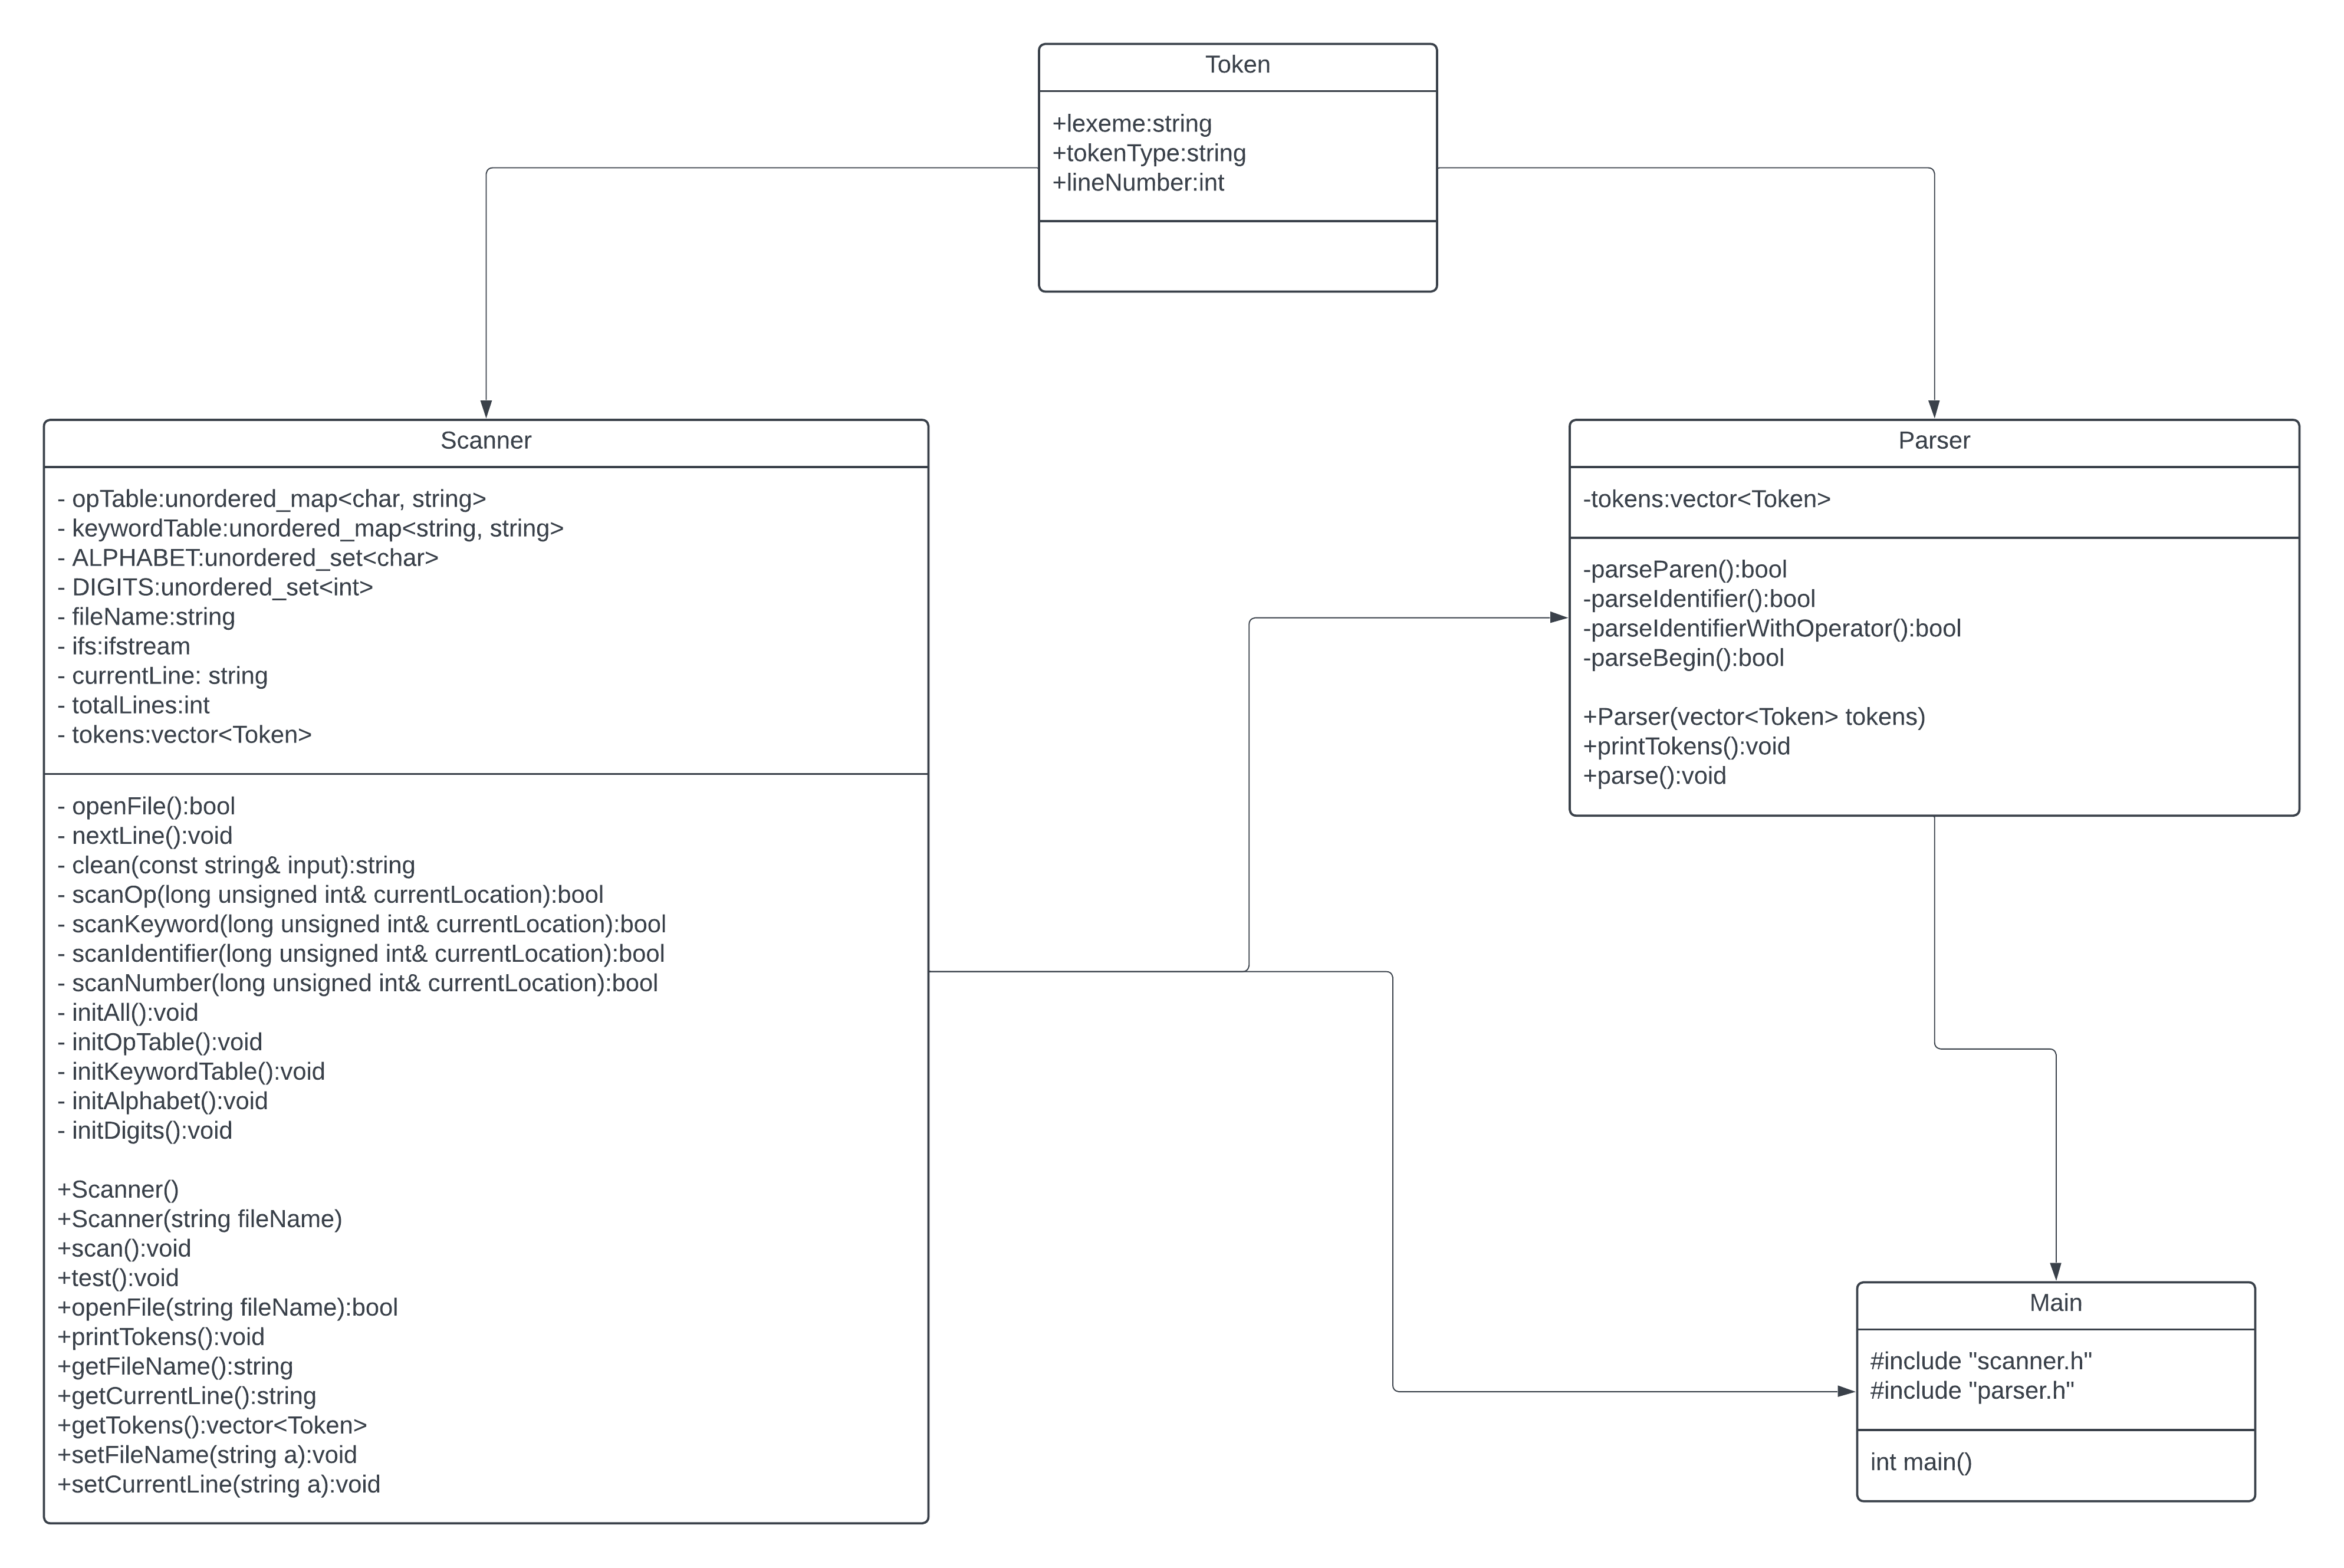 Token
+lexeme:string
+tokenType:string
+lineNumber:int
Scanner
- opTable:unordered_map<char, string>
- keywordTable:unordered_map<string, string>
- ALPHABET:unordered_set<char>
- DIGITS:unordered_set<int>
- fileName:string
- ifs:ifstream
- currentLine: string
- totalLines:int
- tokens:vector<Token>
- openFile():bool
- nextLine():void
- clean(const string& input):string
- scanOp(long unsigned int& currentLocation):bool
- scanKeyword(long unsigned int& currentLocation):bool
- scanIdentifier(long unsigned int& currentLocation):bool
- scanNumber(long unsigned int& currentLocation):bool
- initAll():void
- initOpTable():void
- initKeywordTable():void
- initAlphabet():void
- initDigits():void
+Scanner()
+Scanner(string fileName)
+scan():void
+test():void
+openFile(string fileName):bool
+printTokens():void
+getFileName():string
+getCurrentLine():string
+getTokens():vector<Token>
+setFileName(string a):void
+setCurrentLine(string a):void
Parser
-tokens:vector<Token>
-parseParen():bool
-parseIdentifier():bool
-parseIdentifierWithOperator():bool
-parseBegin():bool
+Parser(vector<Token> tokens)
+printTokens():void
+parse():void
Main
#include "scanner.h"
#include "parser.h"
int main()